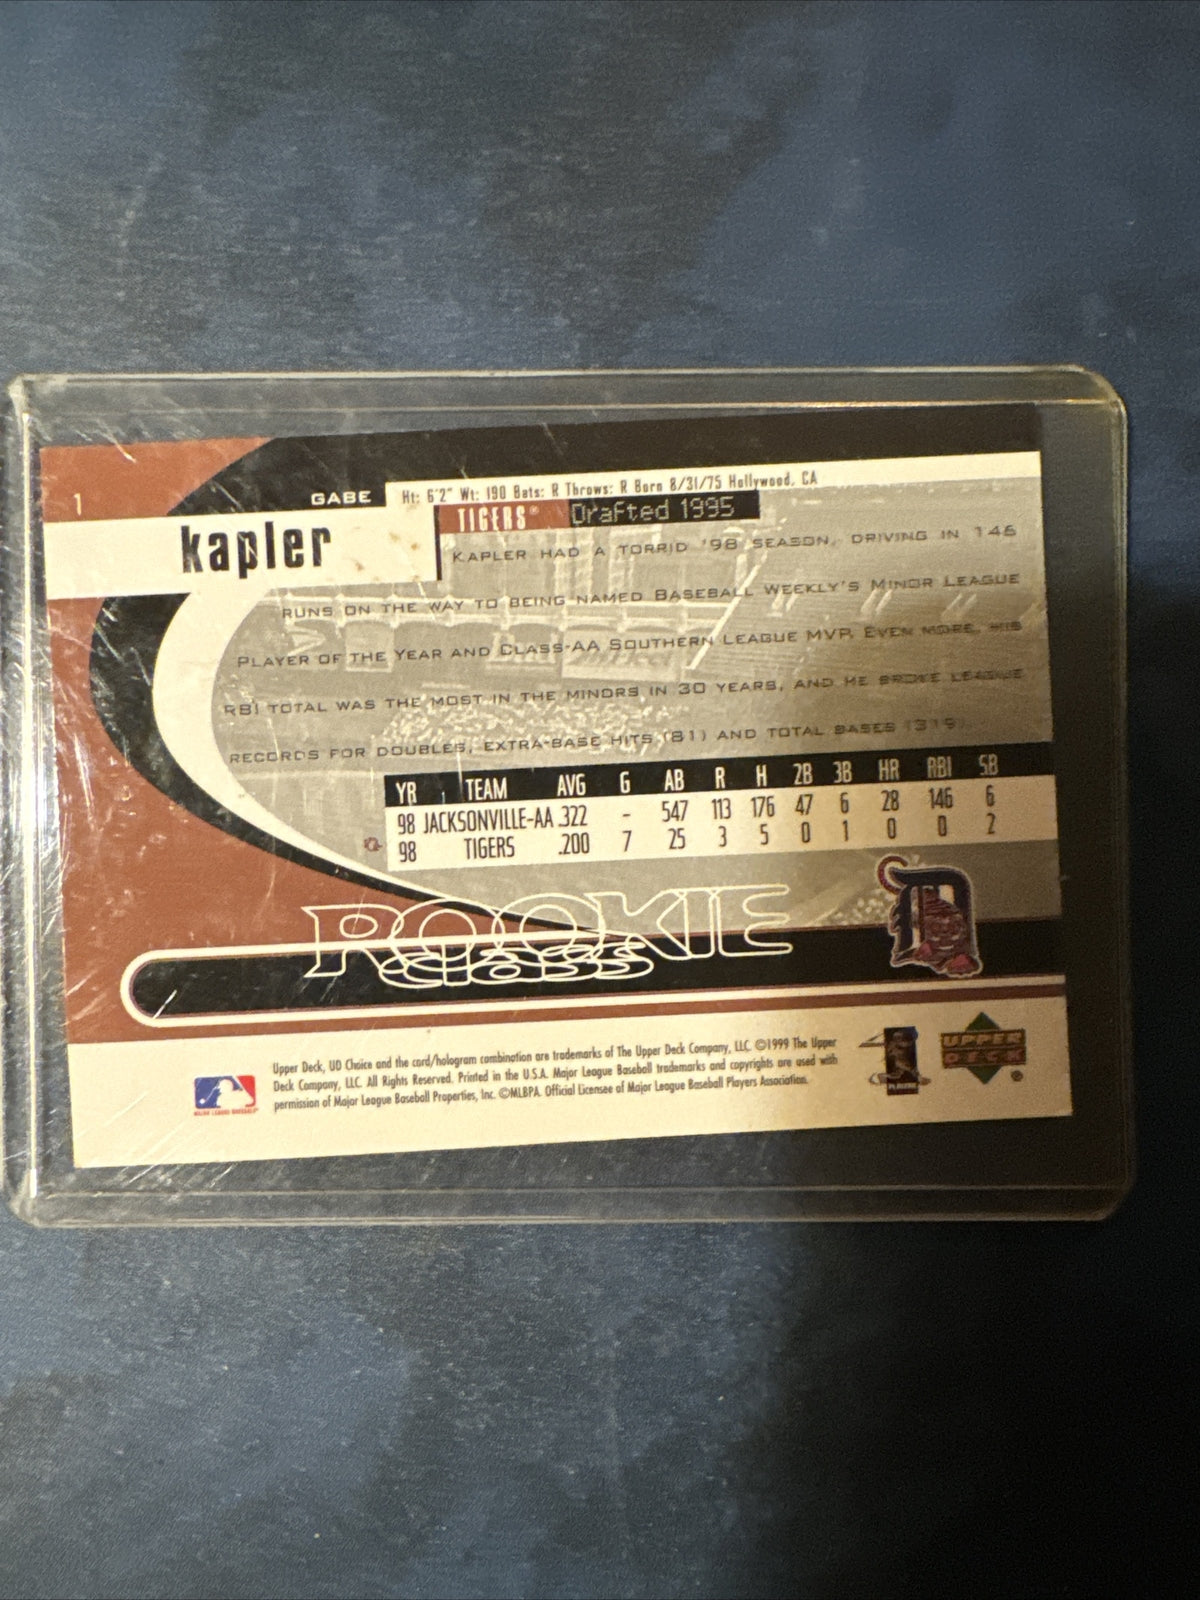 1
GABE
kapler
Ht: 6'2" Wt: 190 Bats: R Throws: R Born 8/31/75 Hollywood, CA
TIGERS® Drafted 1995
KAPLER HAD A TORRID '98 SEASON, DRIVING IN 146
RUNS ON THE WAY TO BEING NAMED BASEBALL WEEKLY'S MINOR LEAGUE
PLAYER OF THE YEAR AND CLASS-AA SOUTHERN LEAGUE MVP. EVEN MORE, HIS
RBI TOTAL WAS THE MOST IN THE MINORS IN 30 YEARS, AND HE BROKE LEAGUE
RECORDS FOR DOUBLES, EXTRA-BASE HITS (81) AND TOTAL BASES (319).
YR TEAM AVG G AB R H 2B 3B HR RBI SB
98 JACKSONVILLE-AA .322 - 547 113 176 47 6 28 146 6
98 TIGERS .200 7 25 3 5 0 1 0 0 2
ROOKIE
class
Upper Deck, UD Choice and the card/hologram combination are trademarks of The Upper Deck Company, LLC. ©1999 The Upper
Deck Company, LLC. All Rights Reserved. Printed in the U.S.A. Major League Baseball trademarks and copyrights are used with
permission of Major League Baseball Properties, Inc. ©MLBPA. Official Licensee of Major League Baseball Players Association.
MAJOR LEAGUE BASEBALL
PLAYERS
UPPER
DECK